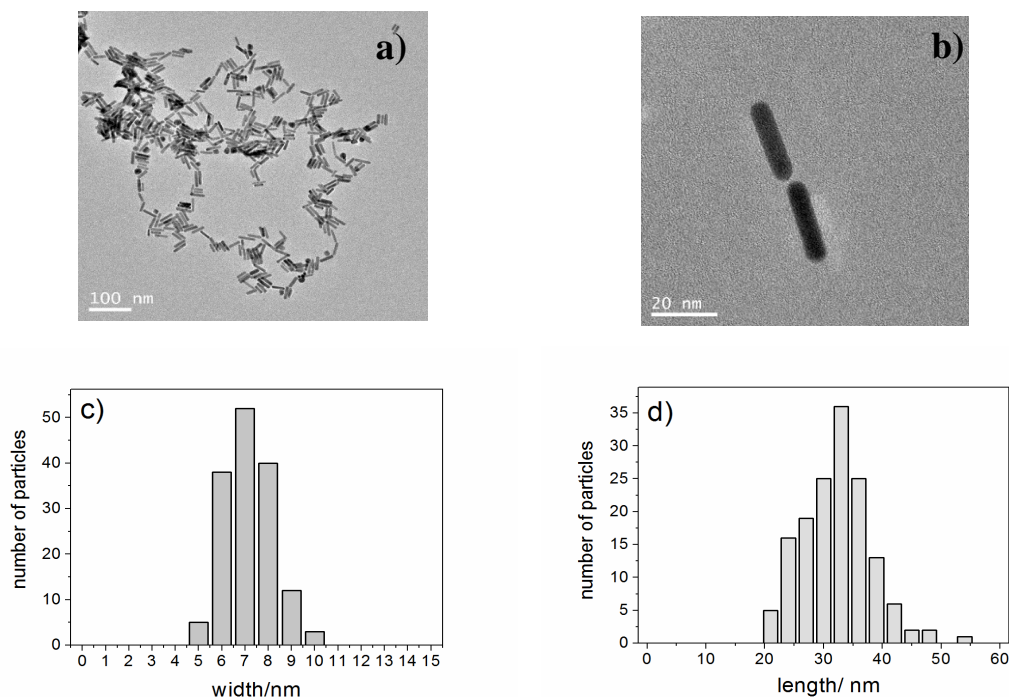 a)
100 nm
b)
20 nm
c)
number of particles
50
40
30
20
10
0
0 1 2 3 4 5 6 7 8 9 10 11 12 13 14 15
width/nm
d)
number of particles
35
30
25
20
15
10
5
0
0 10 20 30 40 50 60
length/ nm